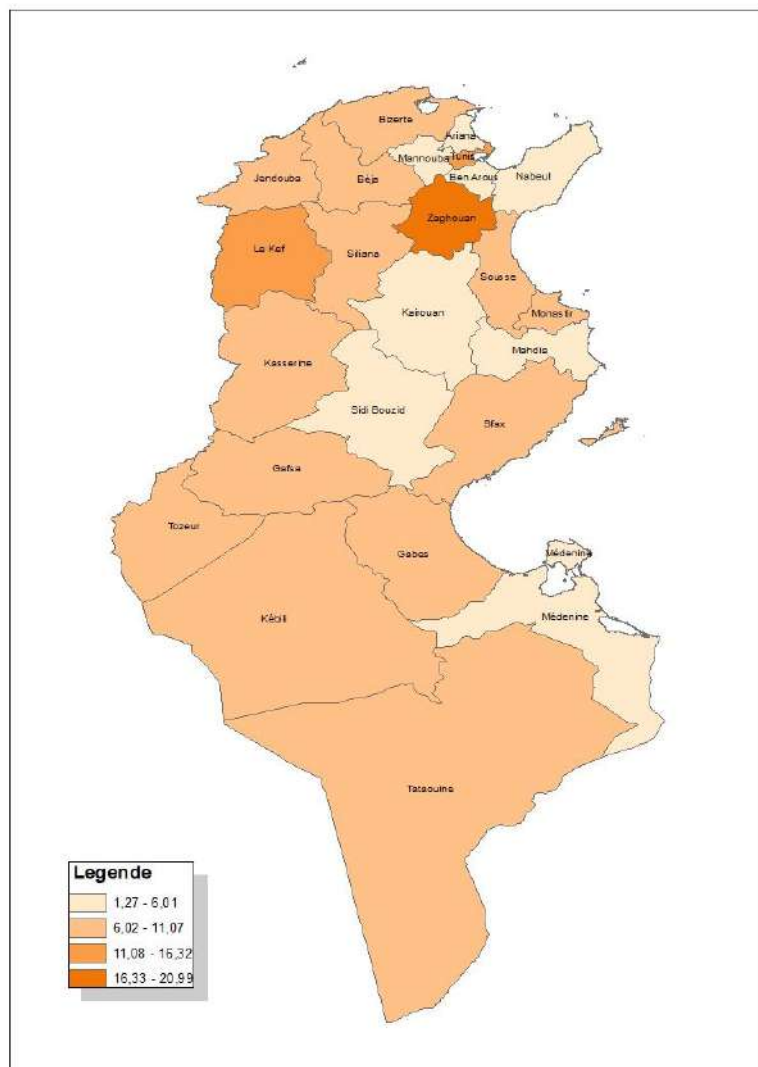 Bizerte
Ariana
Mannouba
Tunis
Jendouba
Béja
Ben Arous
Nabeul
Zaghouan
Le Kef
Siliana
Sousse
Kairouan
Monastir
Mahdia
Kasserine
Sidi Bouzid
Sfax
Gafsa
Tozeur
Gabes
Médenine
Médenine
Kébili
Tataouine
Legende
1,27 - 6,01
6,02 - 11,07
11,08 - 16,32
16,33 - 20,99